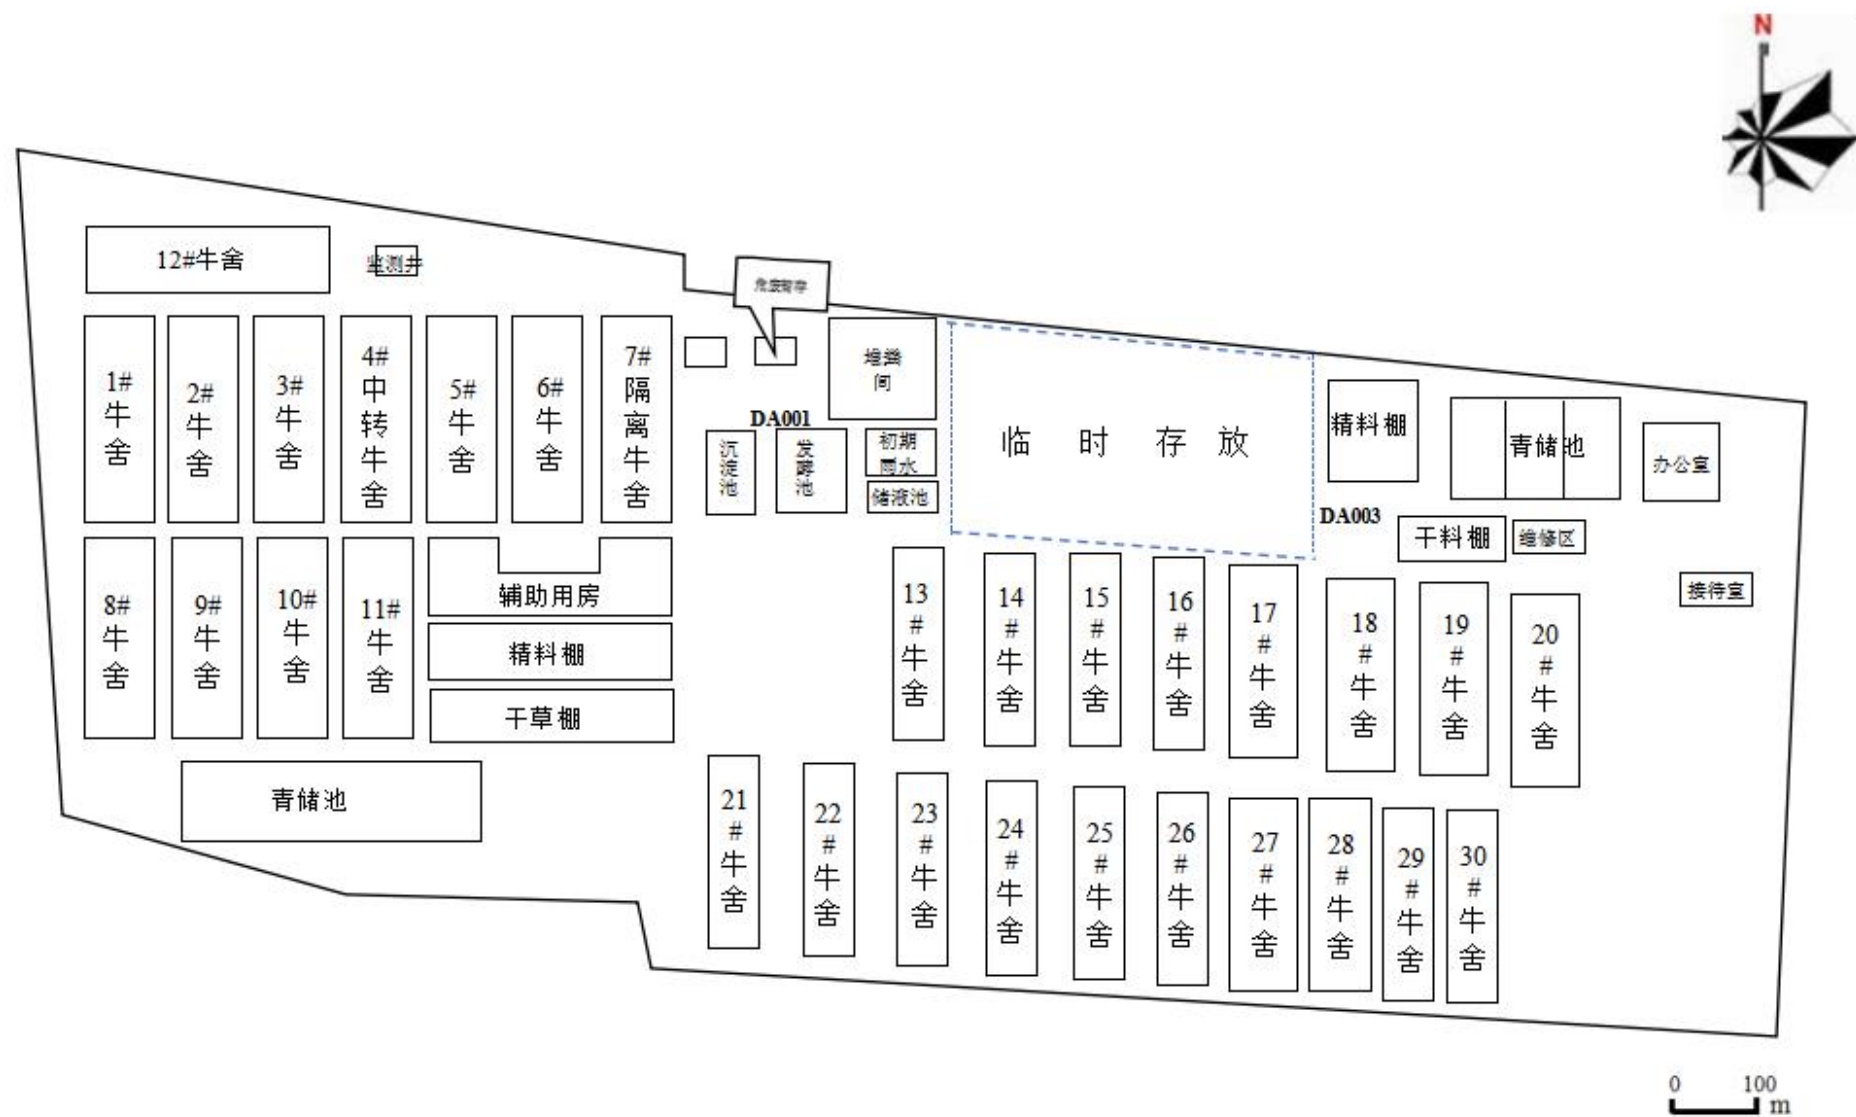 N
12#牛舍
监测井
危废暂存
1#牛舍
2#牛舍
3#牛舍
4#中转牛舍
5#牛舍
6#牛舍
7#隔离牛舍
堆粪
间
DA001
沉淀池
发酵池
初期
雨水
储液池
临时存放
精料棚
青储池
办公室
DA003
干料棚
维修区
接待室
8#牛舍
9#牛舍
10#牛舍
11#牛舍
辅助用房
精料棚
干草棚
青储池
13#牛舍
14#牛舍
15#牛舍
16#牛舍
17#牛舍
18#牛舍
19#牛舍
20#牛舍
21#牛舍
22#牛舍
23#牛舍
24#牛舍
25#牛舍
26#牛舍
27#牛舍
28#牛舍
29#牛舍
30#牛舍
0 100
m